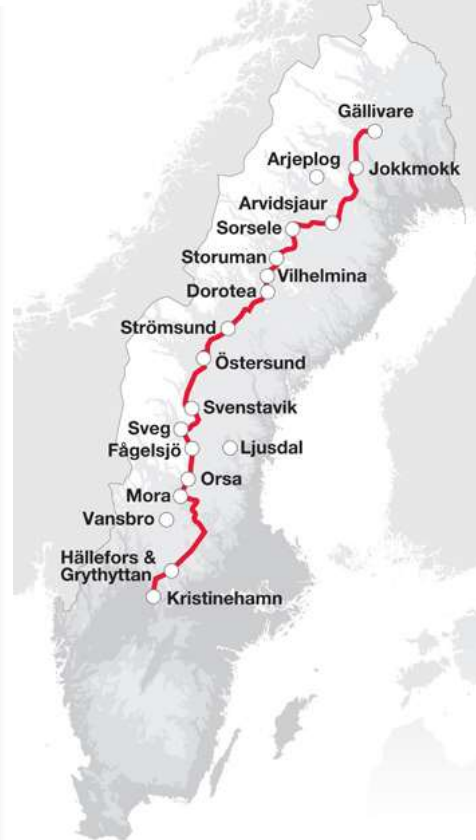 Gällivare
Arjeplog
Jokkmokk
Arvidsjaur
Sorsele
Storuman
Vilhelmina
Dorotea
Strömsund
Östersund
Svenstavik
Sveg
Fågelsjö
Ljusdal
Orsa
Mora
Vansbro
Hällefors &
Grythyttan
Kristinehamn